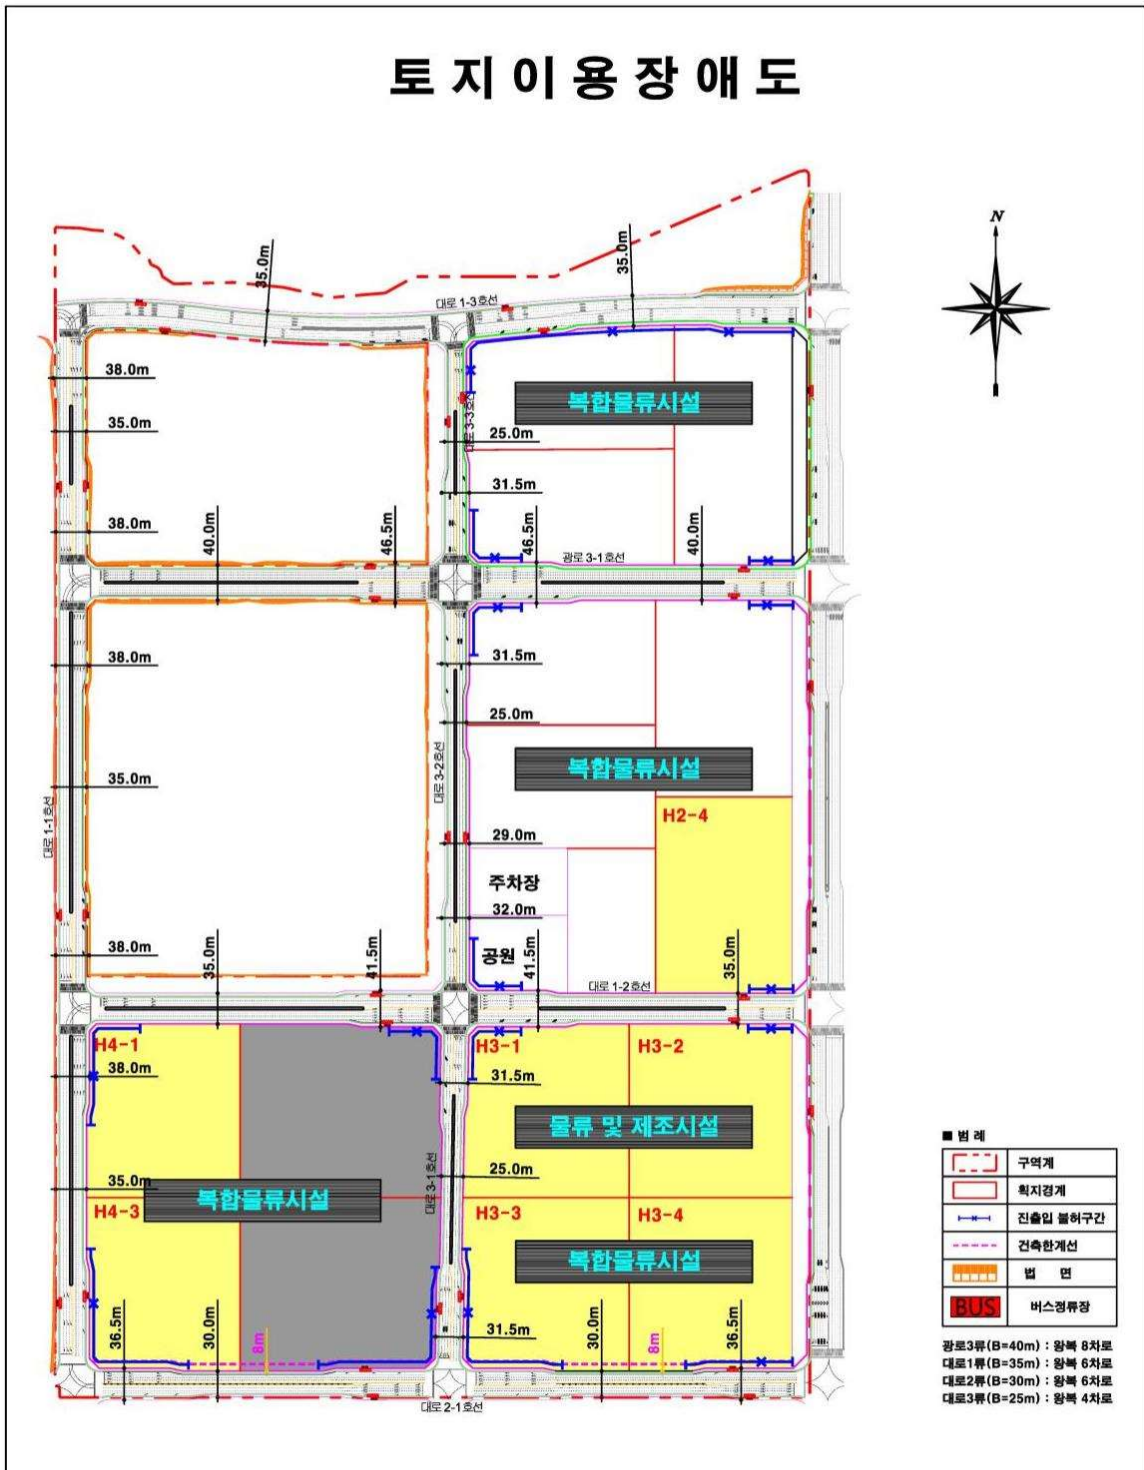 토지이용장애도
N
35.0m
35.0m
대로 1-3호선
38.0m
복합물류시설
대로 3-3호선
35.0m
25.0m
31.5m
38.0m
40.0m
46.5m
46.5m
40.0m
광로 3-1호선
38.0m
31.5m
25.0m
대로 3-2호선
복합물류시설
35.0m
H2-4
대로 1-1호선
29.0m
주차장
32.0m
38.0m
35.0m
41.5m
공원
41.5m
35.0m
대로 1-2호선
H4-1
H3-1
H3-2
38.0m
31.5m
물류 및 제조시설
35.0m
25.0m
대로 3-1호선
복합물류시설
H4-3
H3-3
H3-4
복합물류시설
36.5m
30.0m
8m
31.5m
30.0m
8m
36.5m
대로 2-1호선
■ 범 례
구역계
획지경계
진출입 불허구간
건축한계선
법 면
BUS 버스정류장
광로3류(B=40m) : 왕복 8차로
대로1류(B=35m) : 왕복 6차로
대로2류(B=30m) : 왕복 6차로
대로3류(B=25m) : 왕복 4차로